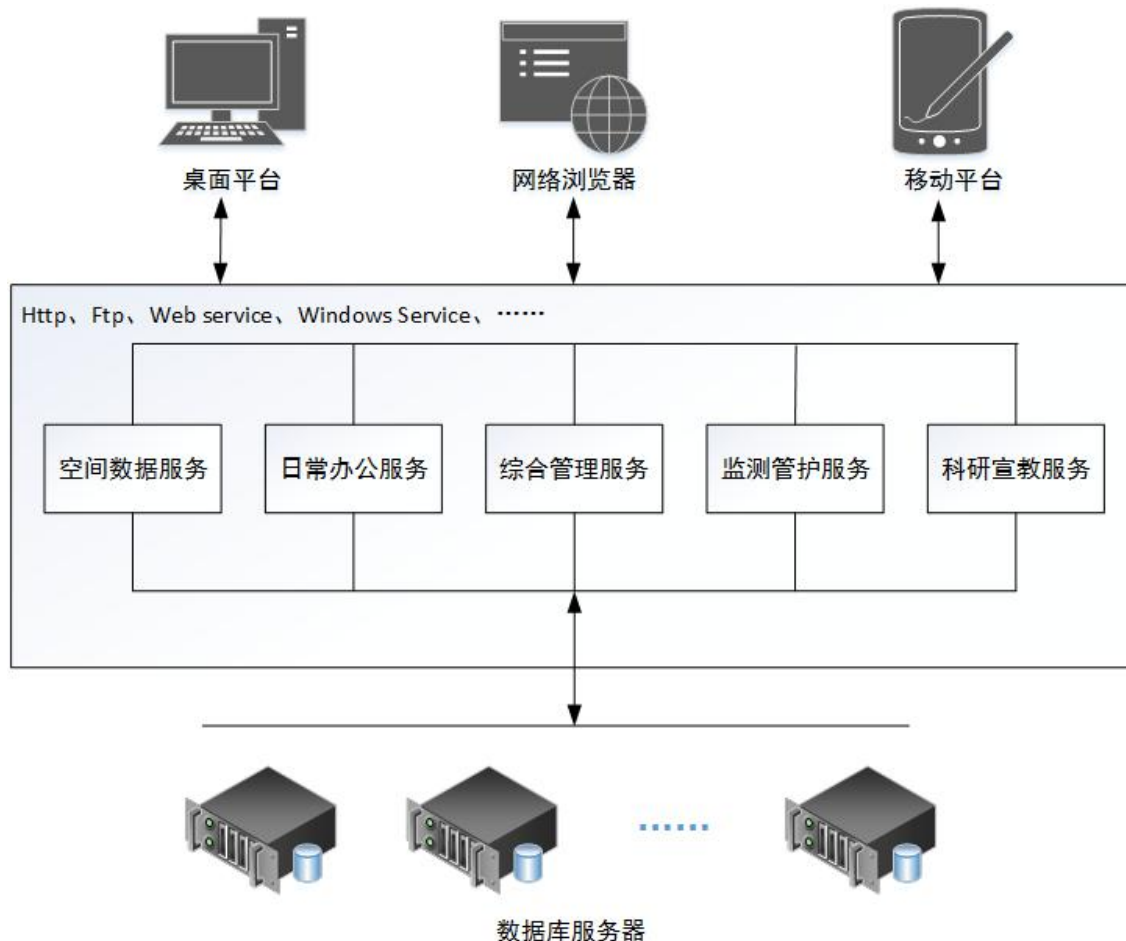 桌面平台
网络浏览器
移动平台
Http、Ftp、Web service、Windows Service、……
空间数据服务
日常办公服务
综合管理服务
监测管护服务
科研宣教服务
……
数据库服务器